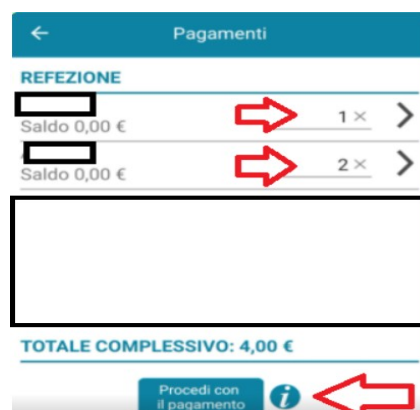 Pagamenti
REFEZIONE
1 ×
Saldo 0,00 €
2 ×
Saldo 0,00 €
TOTALE COMPLESSIVO: 4,00 €
Procedi con
il pagamento
i